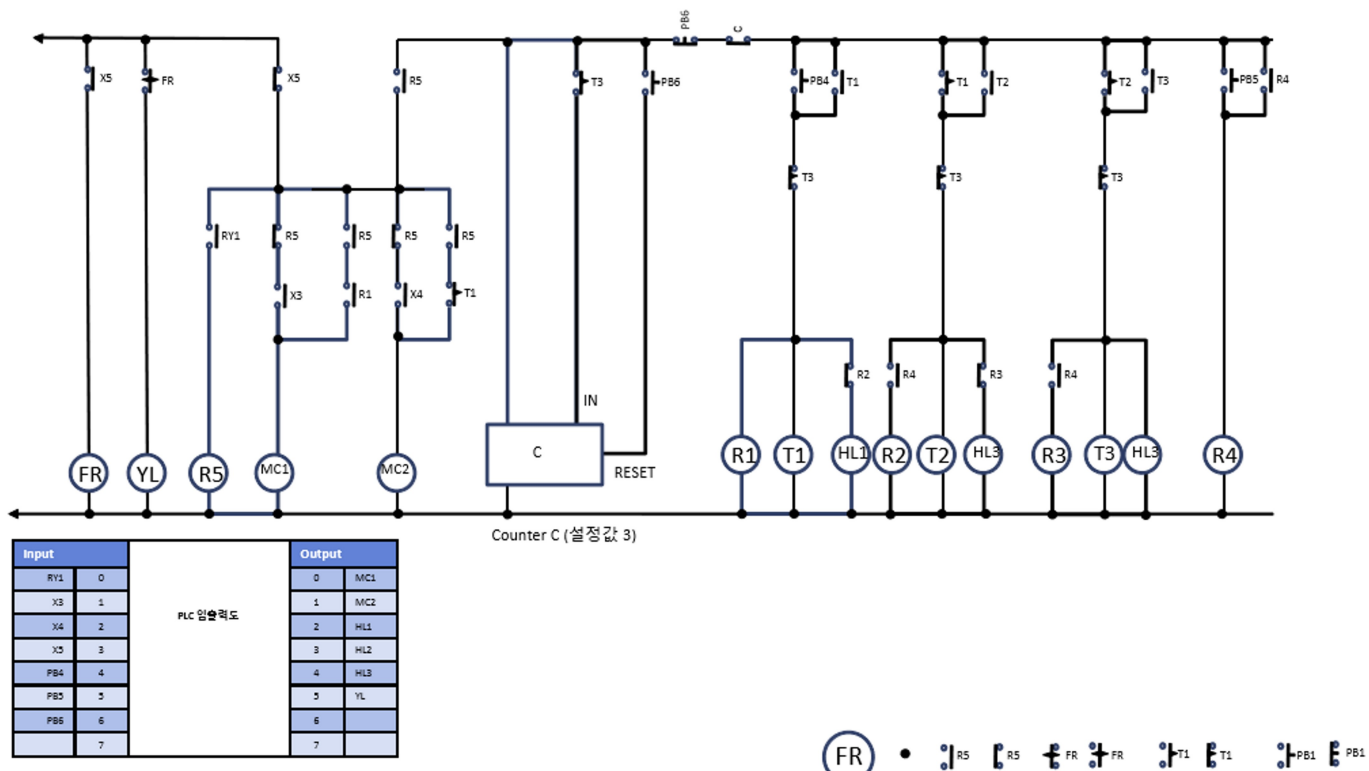 PB6
C
X5
FR
X5
R5
T3
PB6
PB4
T1
T1
T2
T2
T3
PB5
R4
T3
T3
T3
RY1
R5
R5
R5
R5
X3
R1
X4
T1
R2
R4
R3
R4
IN
C
RESET
FR
YL
R5
MC1
MC2
R1
T1
HL1
R2
T2
HL3
R3
T3
HL3
R4
Counter C (설정값 3)
Input
Output
RY1 0
0 MC1
X3 1
1 MC2
PLC 입출력도
X4 2
2 HL1
X5 3
3 HL2
PB4 4
4 HL3
PB5 5
5 YL
PB6 6
6
7
7
FR
R5
R5
FR
FR
T1
T1
PB1
PB1